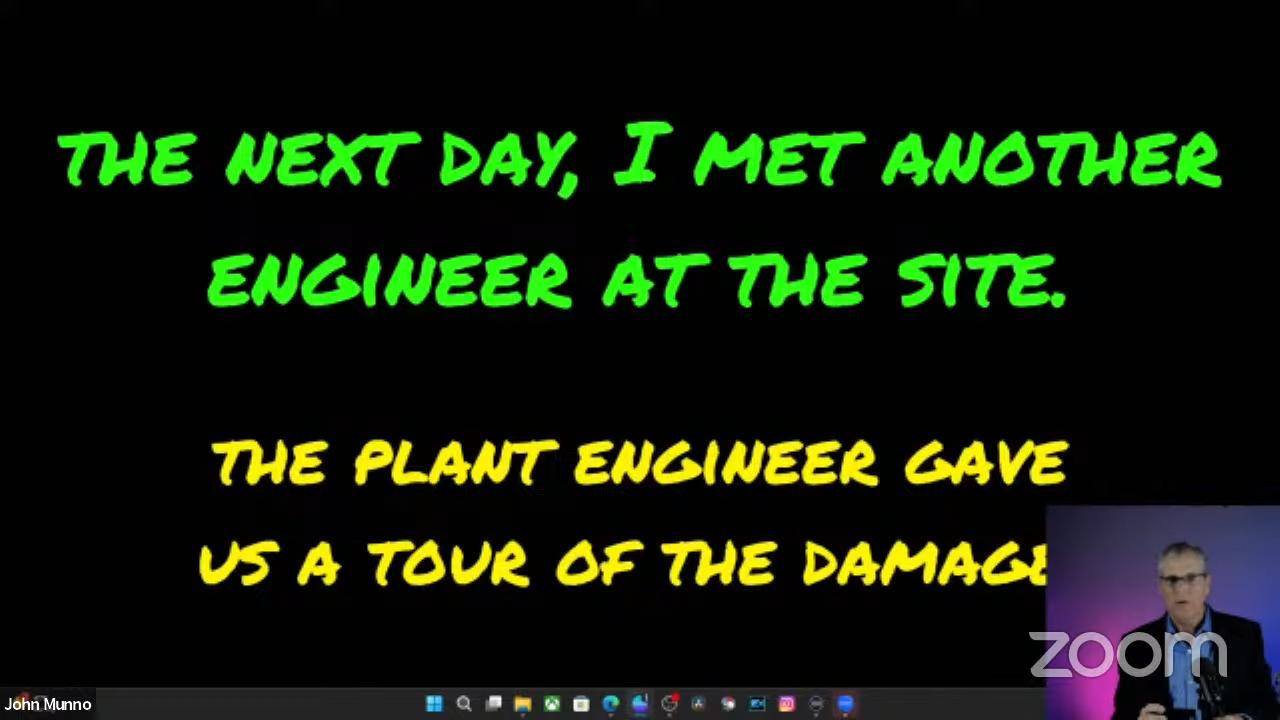 THE NEXT DAY, I MET ANOTHER
ENGINEER AT THE SITE.
THE PLANT ENGINEER GAVE
US A TOUR OF THE DAMAGE
zoom
John Munno